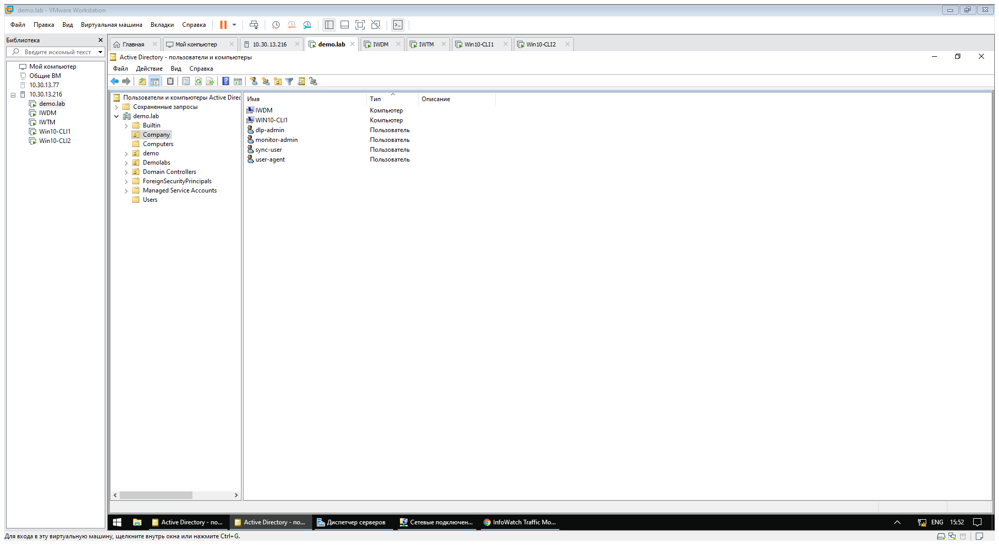 demo.lab - VMware Workstation
Файл Правка Вид Виртуальная машина Вкладки Справка
Библиотека
Введите искомый текст
Мой компьютер
Общие ВМ
10.30.13.77
10.30.13.216
demo.lab
IWDM
IWTM
Win10-CLI1
Win10-CLI2
Главная Мой компьютер 10.30.13.216 demo.lab IWDM IWTM Win10-CLI1 Win10-CLI2
Active Directory - пользователи и компьютеры
Файл Действие Вид Справка
Пользователи и компьютеры Active Direc
Сохраненные запросы
demo.lab
Builtin
Company
Computers
demo
Demolabs
Domain Controllers
ForeignSecurityPrincipals
Managed Service Accounts
Users
Имя Тип Описание
IWDM Компьютер
WIN10-CLI1 Компьютер
dlp-admin Пользователь
monitor-admin Пользователь
sync-user Пользователь
user-agent Пользователь
Active Directory - по... Active Directory - по... Диспетчер серверов Сетевые подключен... InfoWatch Traffic Mo... ENG 15:52
Для входа в эту виртуальную машину, щелкните внутрь окна или нажмите Ctrl+G.